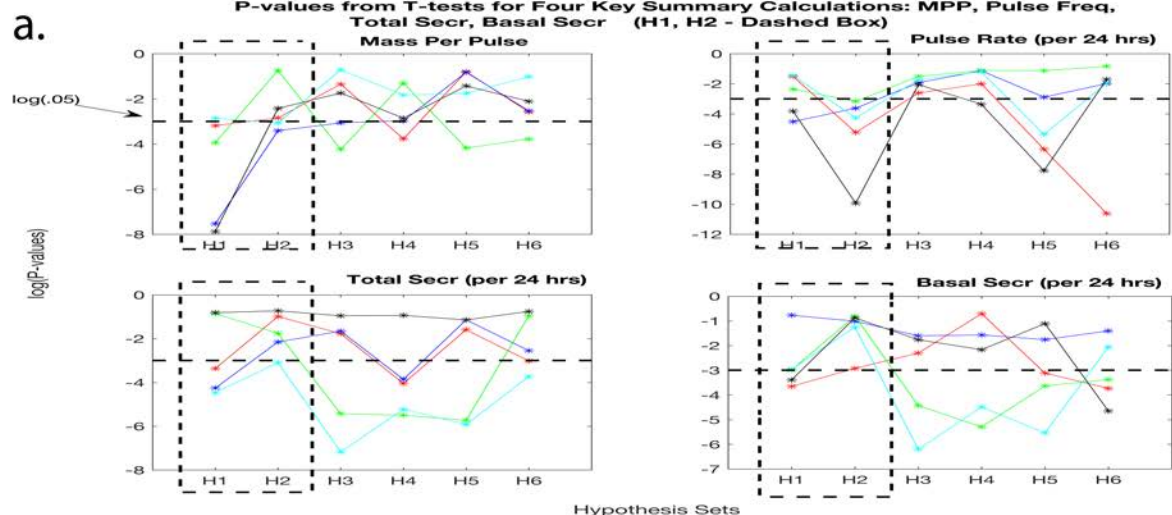 P-values from T-tests for Four Key Summary Calculations: MPP, Pulse Freq,
Total Secr, Basal Secr (H1, H2 - Dashed Box)
a.
Mass Per Pulse
0
-2
-4
-6
-8
log(.05)
H1 H2 H3 H4 H5 H6
Pulse Rate (per 24 hrs)
0
-2
-4
-6
-8
-10
-12
H1 H2 H3 H4 H5 H6
log(P-values)
Total Secr (per 24 hrs)
0
-2
-4
-6
-8
H1 H2 H3 H4 H5 H6
Basal Secr (per 24 hrs)
0
-1
-2
-3
-4
-5
-6
-7
H1 H2 H3 H4 H5 H6
Hypothesis Sets